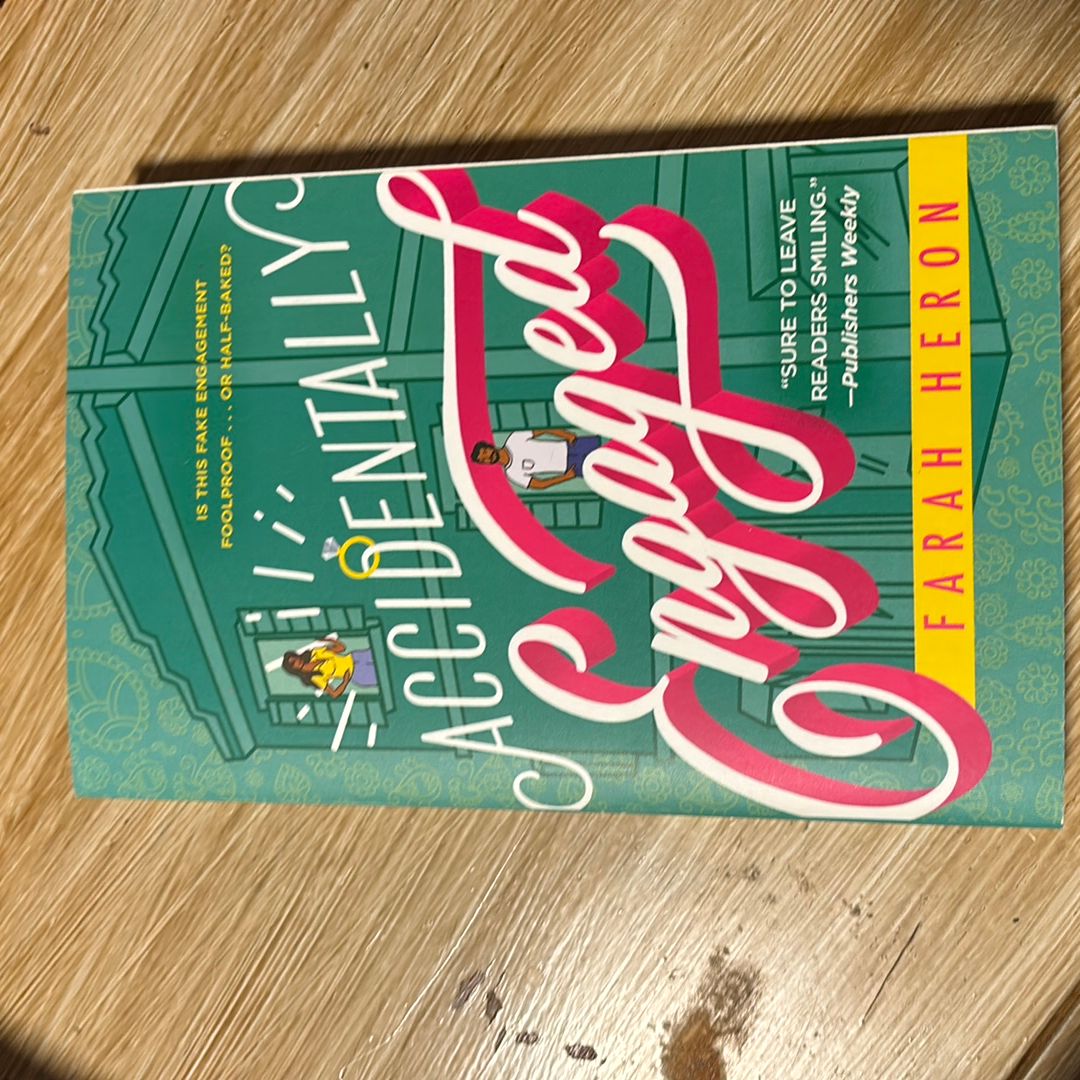 IS THIS FAKE ENGAGEMENT
FOOLPROOF . . . OR HALF-BAKED?
ACCIDENTALLY
Engaged
"SURE TO LEAVE
READERS SMILING."
—Publishers Weekly
FARAH HERON